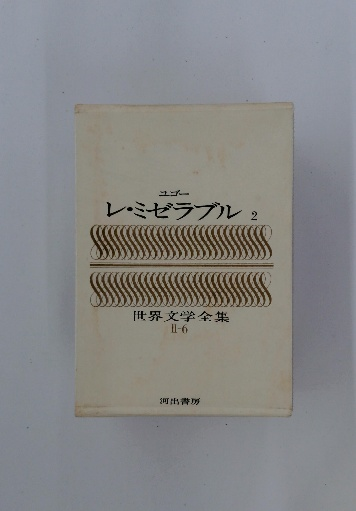 ユゴー
レ・ミゼラブル 2
世界文学全集
II-6
河出書房